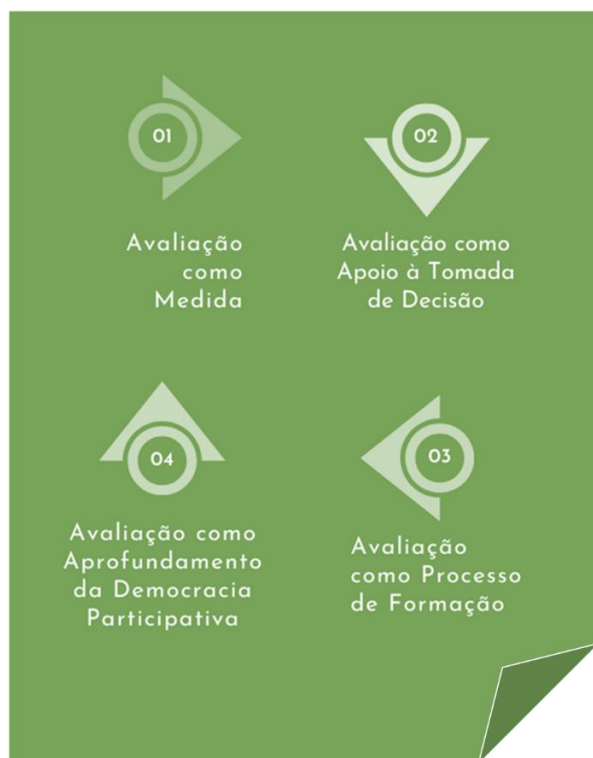 01
Avaliação
como
Medida
02
Avaliação como
Apoio à Tomada
de Decisão
03
Avaliação
como Processo
de Formação
04
Avaliação como
Aprofundamento
da Democracia
Participativa